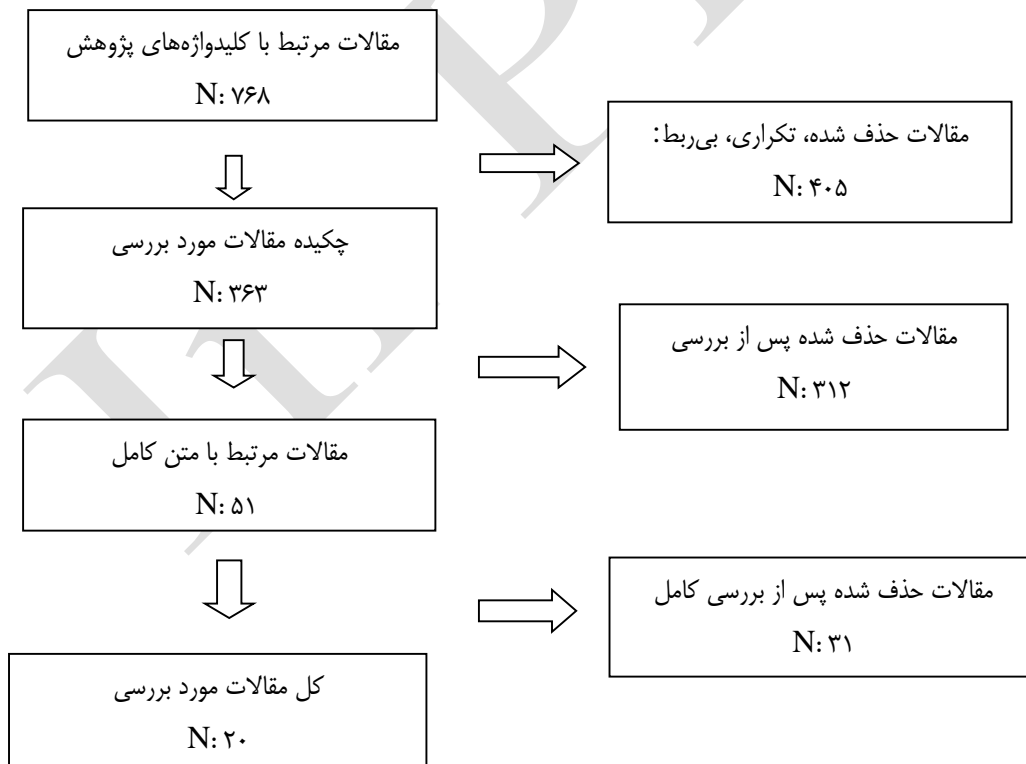 مقالات مرتبط با کلیدواژه‌های پژوهش
N: ۷۶۸
مقالات حذف شده، تکراری، بی‌ربط:
N: ۴۰۵
چکیده مقالات مورد بررسی
N: ۳۶۳
مقالات حذف شده پس از بررسی
N: ۳۱۲
مقالات مرتبط با متن کامل
N: ۵۱
مقالات حذف شده پس از بررسی کامل
N: ۳۱
کل مقالات مورد بررسی
N: ۲۰